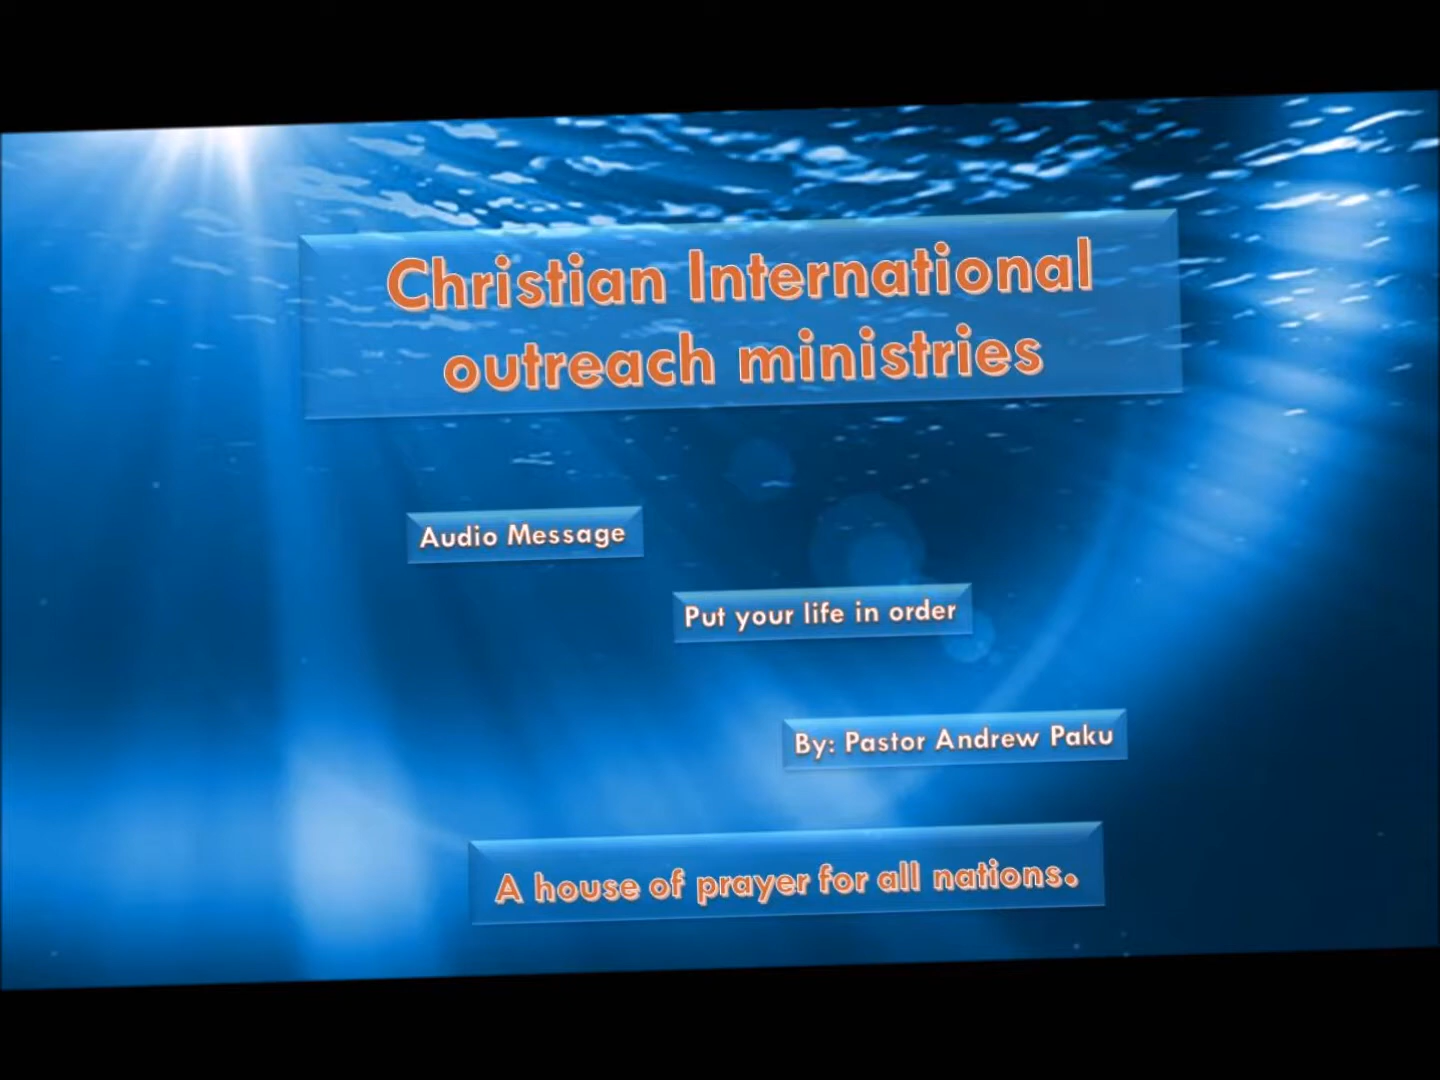 Christian International
outreach ministries
Audio Message
Put your life in order
By: Pastor Andrew Paku
A house of prayer for all nations.